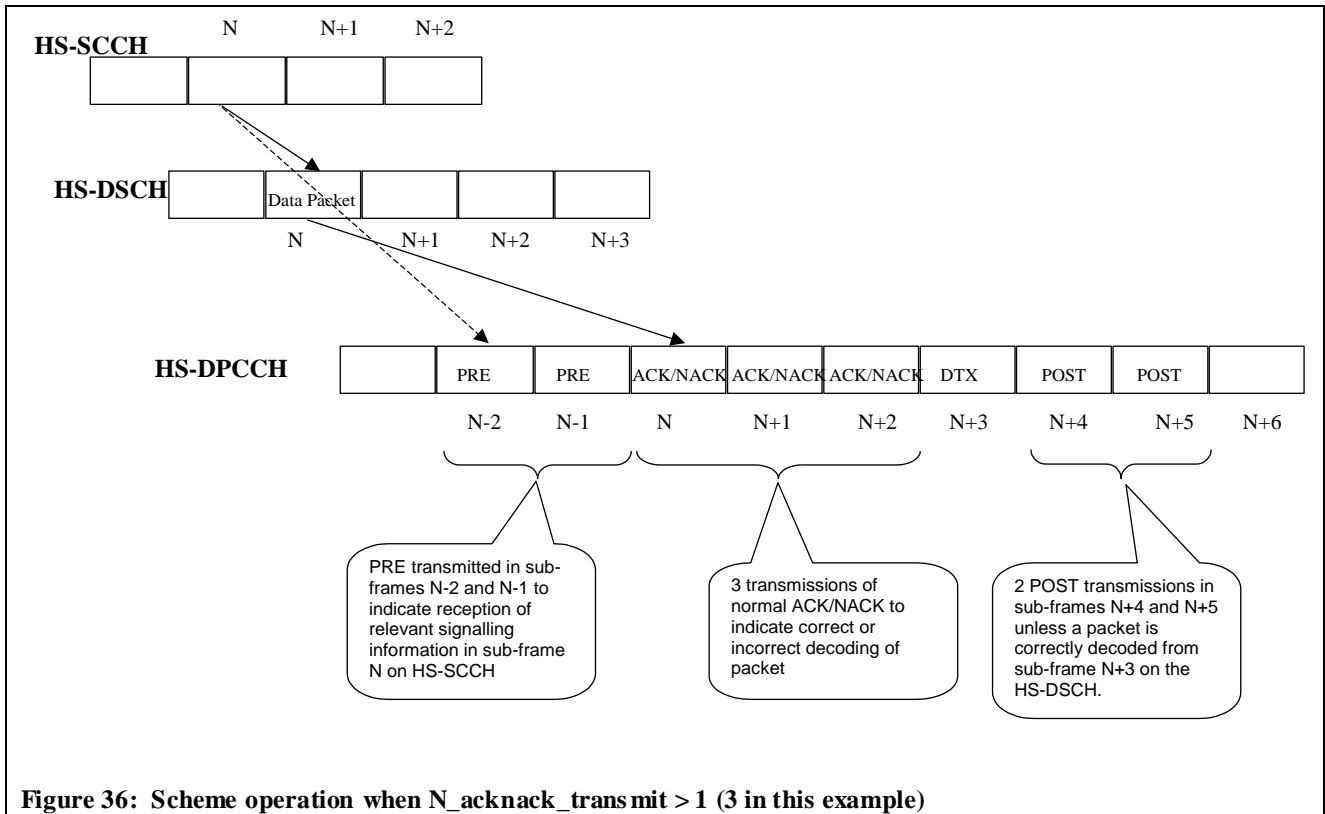 N N+1 N+2
HS-SCCH
HS-DSCH
Data Packet
N N+1 N+2 N+3
HS-DPCCH
PRE PRE ACK/NACK ACK/NACK ACK/NACK DTX POST POST
N-2 N-1 N N+1 N+2 N+3 N+4 N+5 N+6
PRE transmitted in sub-
frames N-2 and N-1 to
indicate reception of
relevant signalling
information in sub-frame
N on HS-SCCH
3 transmissions of
normal ACK/NACK to
indicate correct or
incorrect decoding of
packet
2 POST transmissions in
sub-frames N+4 and N+5
unless a packet is
correctly decoded from
sub-frame N+3 on the
HS-DSCH.
Figure 36: Scheme operation when N_acknack_transmit > 1 (3 in this example)